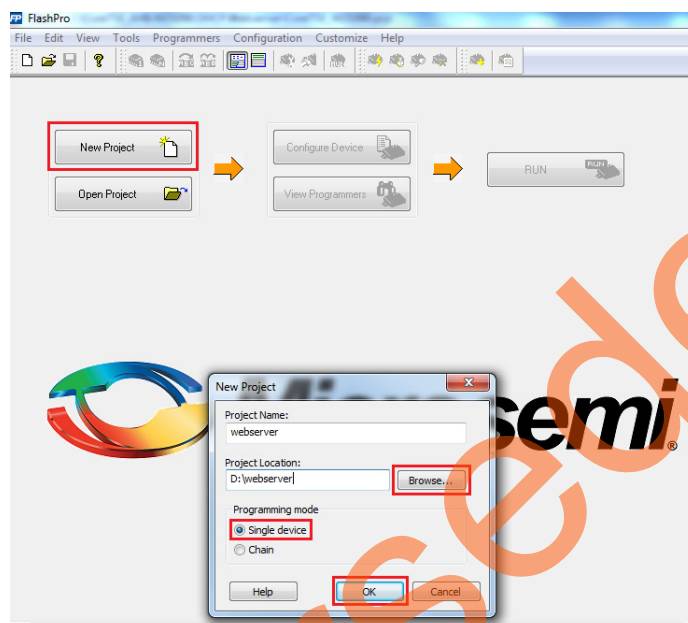 FP FlashPro
File Edit View Tools Programmers Configuration Customize Help
New Project
Configure Device
RUN
RUN
Open Project
View Programmers
New Project
semi
®
Project Name:
webserver
Project Location:
D:\webserver
Browse...
Programming mode
Single device
Chain
Help
OK
Cancel